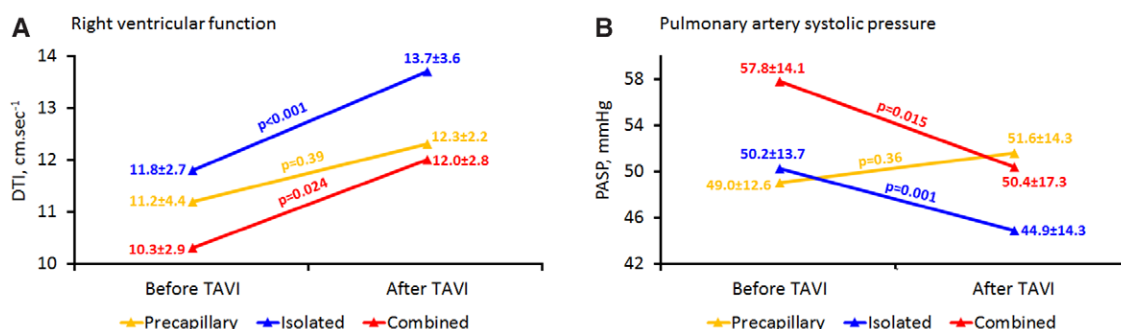 A Right ventricular function
14
13
12
11
10
DTI, cm.sec⁻¹
13.7±3.6
p<0.001
11.8±2.7
12.3±2.2
p=0.39
12.0±2.8
11.2±4.4
p=0.024
10.3±2.9
Before TAVI After TAVI
Precapillary Isolated Combined
B Pulmonary artery systolic pressure
58
54
50
46
42
PASP, mmHg
57.8±14.1
p=0.015
51.6±14.3
50.2±13.7
p=0.36
49.0±12.6
50.4±17.3
p=0.001
44.9±14.3
Before TAVI After TAVI
Precapillary Isolated Combined